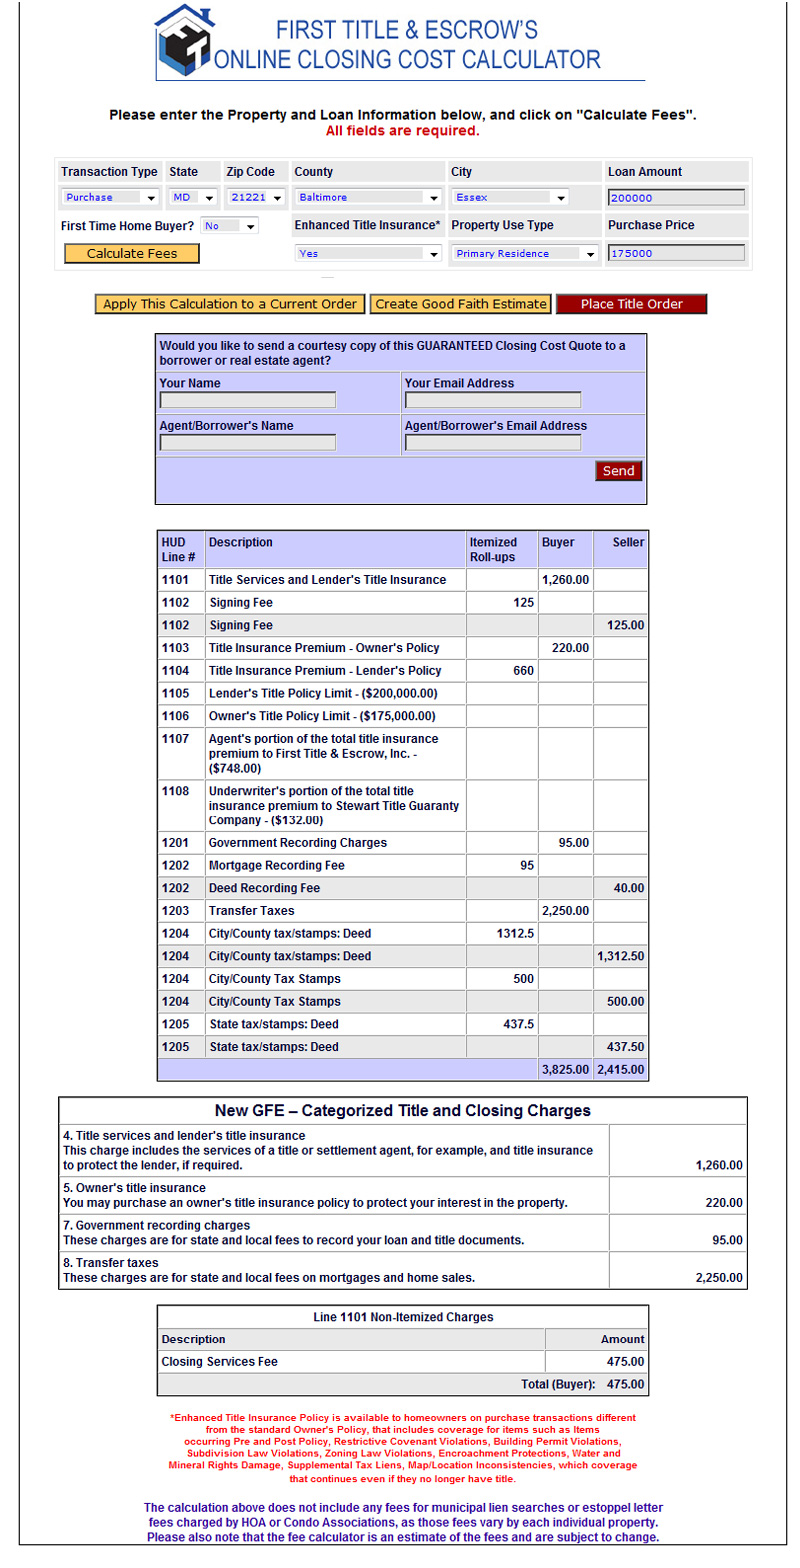 FIRST TITLE & ESCROW'S
ONLINE CLOSING COST CALCULATOR
Please enter the Property and Loan Information below, and click on "Calculate Fees".
All fields are required.
Transaction Type State Zip Code County City Loan Amount
Purchase MD 21221 Baltimore Essex 200000
First Time Home Buyer? No Enhanced Title Insurance* Property Use Type Purchase Price
Calculate Fees Yes Primary Residence 175000
Apply This Calculation to a Current Order Create Good Faith Estimate Place Title Order
Would you like to send a courtesy copy of this GUARANTEED Closing Cost Quote to a
borrower or real estate agent?
Your Name Your Email Address
Agent/Borrower's Name Agent/Borrower's Email Address
Send
HUD Description Itemized Buyer Seller
Line # Roll-ups
1101 Title Services and Lender's Title Insurance 1,260.00
1102 Signing Fee 125
1102 Signing Fee 125.00
1103 Title Insurance Premium - Owner's Policy 220.00
1104 Title Insurance Premium - Lender's Policy 660
1105 Lender's Title Policy Limit - ($200,000.00)
1106 Owner's Title Policy Limit - ($175,000.00)
1107 Agent's portion of the total title insurance
premium to First Title & Escrow, Inc. -
($748.00)
1108 Underwriter's portion of the total title
insurance premium to Stewart Title Guaranty
Company - ($132.00)
1201 Government Recording Charges 95.00
1202 Mortgage Recording Fee 95
1202 Deed Recording Fee 40.00
1203 Transfer Taxes 2,250.00
1204 City/County tax/stamps: Deed 1312.5
1204 City/County tax/stamps: Deed 1,312.50
1204 City/County Tax Stamps 500
1204 City/County Tax Stamps 500.00
1205 State tax/stamps: Deed 437.5
1205 State tax/stamps: Deed 437.50
3,825.00 2,415.00
New GFE – Categorized Title and Closing Charges
4. Title services and lender's title insurance
This charge includes the services of a title or settlement agent, for example, and title insurance
to protect the lender, if required. 1,260.00
5. Owner's title insurance
You may purchase an owner's title insurance policy to protect your interest in the property. 220.00
7. Government recording charges
These charges are for state and local fees to record your loan and title documents. 95.00
8. Transfer taxes
These charges are for state and local fees on mortgages and home sales. 2,250.00
Line 1101 Non-Itemized Charges
Description Amount
Closing Services Fee 475.00
Total (Buyer): 475.00
*Enhanced Title Insurance Policy is available to homeowners on purchase transactions different
from the standard Owner's Policy, that includes coverage for items such as Items
occurring Pre and Post Policy, Restrictive Covenant Violations, Building Permit Violations,
Subdivision Law Violations, Zoning Law Violations, Encroachment Protections, Water and
Mineral Rights Damage, Supplemental Tax Liens, Map/Location Inconsistencies, which coverage
that continues even if they no longer have title.
The calculation above does not include any fees for municipal lien searches or estoppel letter
fees charged by HOA or Condo Associations, as those fees vary by each individual property.
Please also note that the fee calculator is an estimate of the fees and are subject to change.